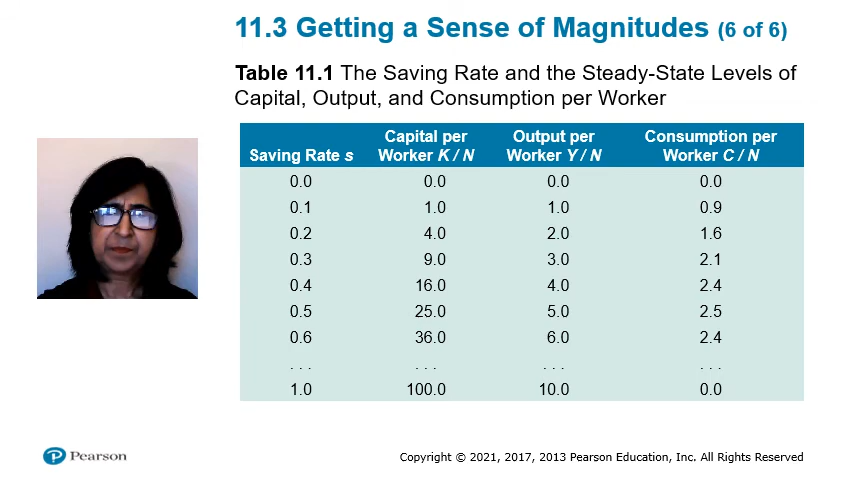 11.3 Getting a Sense of Magnitudes (6 of 6)
Table 11.1 The Saving Rate and the Steady-State Levels of
Capital, Output, and Consumption per Worker
Saving Rate s Capital per Worker K / N Output per Worker Y / N Consumption per Worker C / N
0.0 0.0 0.0 0.0
0.1 1.0 1.0 0.9
0.2 4.0 2.0 1.6
0.3 9.0 3.0 2.1
0.4 16.0 4.0 2.4
0.5 25.0 5.0 2.5
0.6 36.0 6.0 2.4
. . . . . . . . . . . .
1.0 100.0 10.0 0.0
P Pearson
Copyright © 2021, 2017, 2013 Pearson Education, Inc. All Rights Reserved